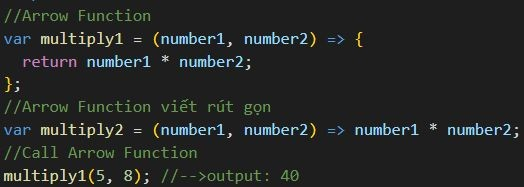 //Arrow Function
var multiply1 = (number1, number2) => {
  return number1 * number2;
};
//Arrow Function viết rút gọn
var multiply2 = (number1, number2) => number1 * number2;
//Call Arrow Function
multiply1(5, 8); //-->output: 40